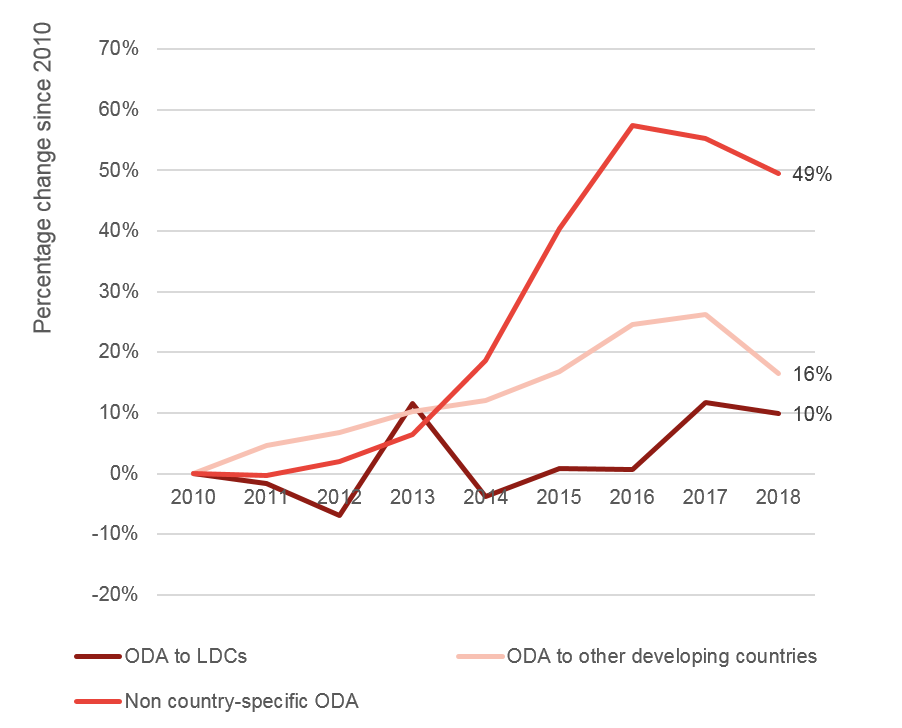 Percentage change since 2010
70%
60%
50%
40%
30%
20%
10%
0%
-10%
-20%
2010 2011 2012 2013 2014 2015 2016 2017 2018
49%
16%
10%
ODA to LDCs
ODA to other developing countries
Non country-specific ODA